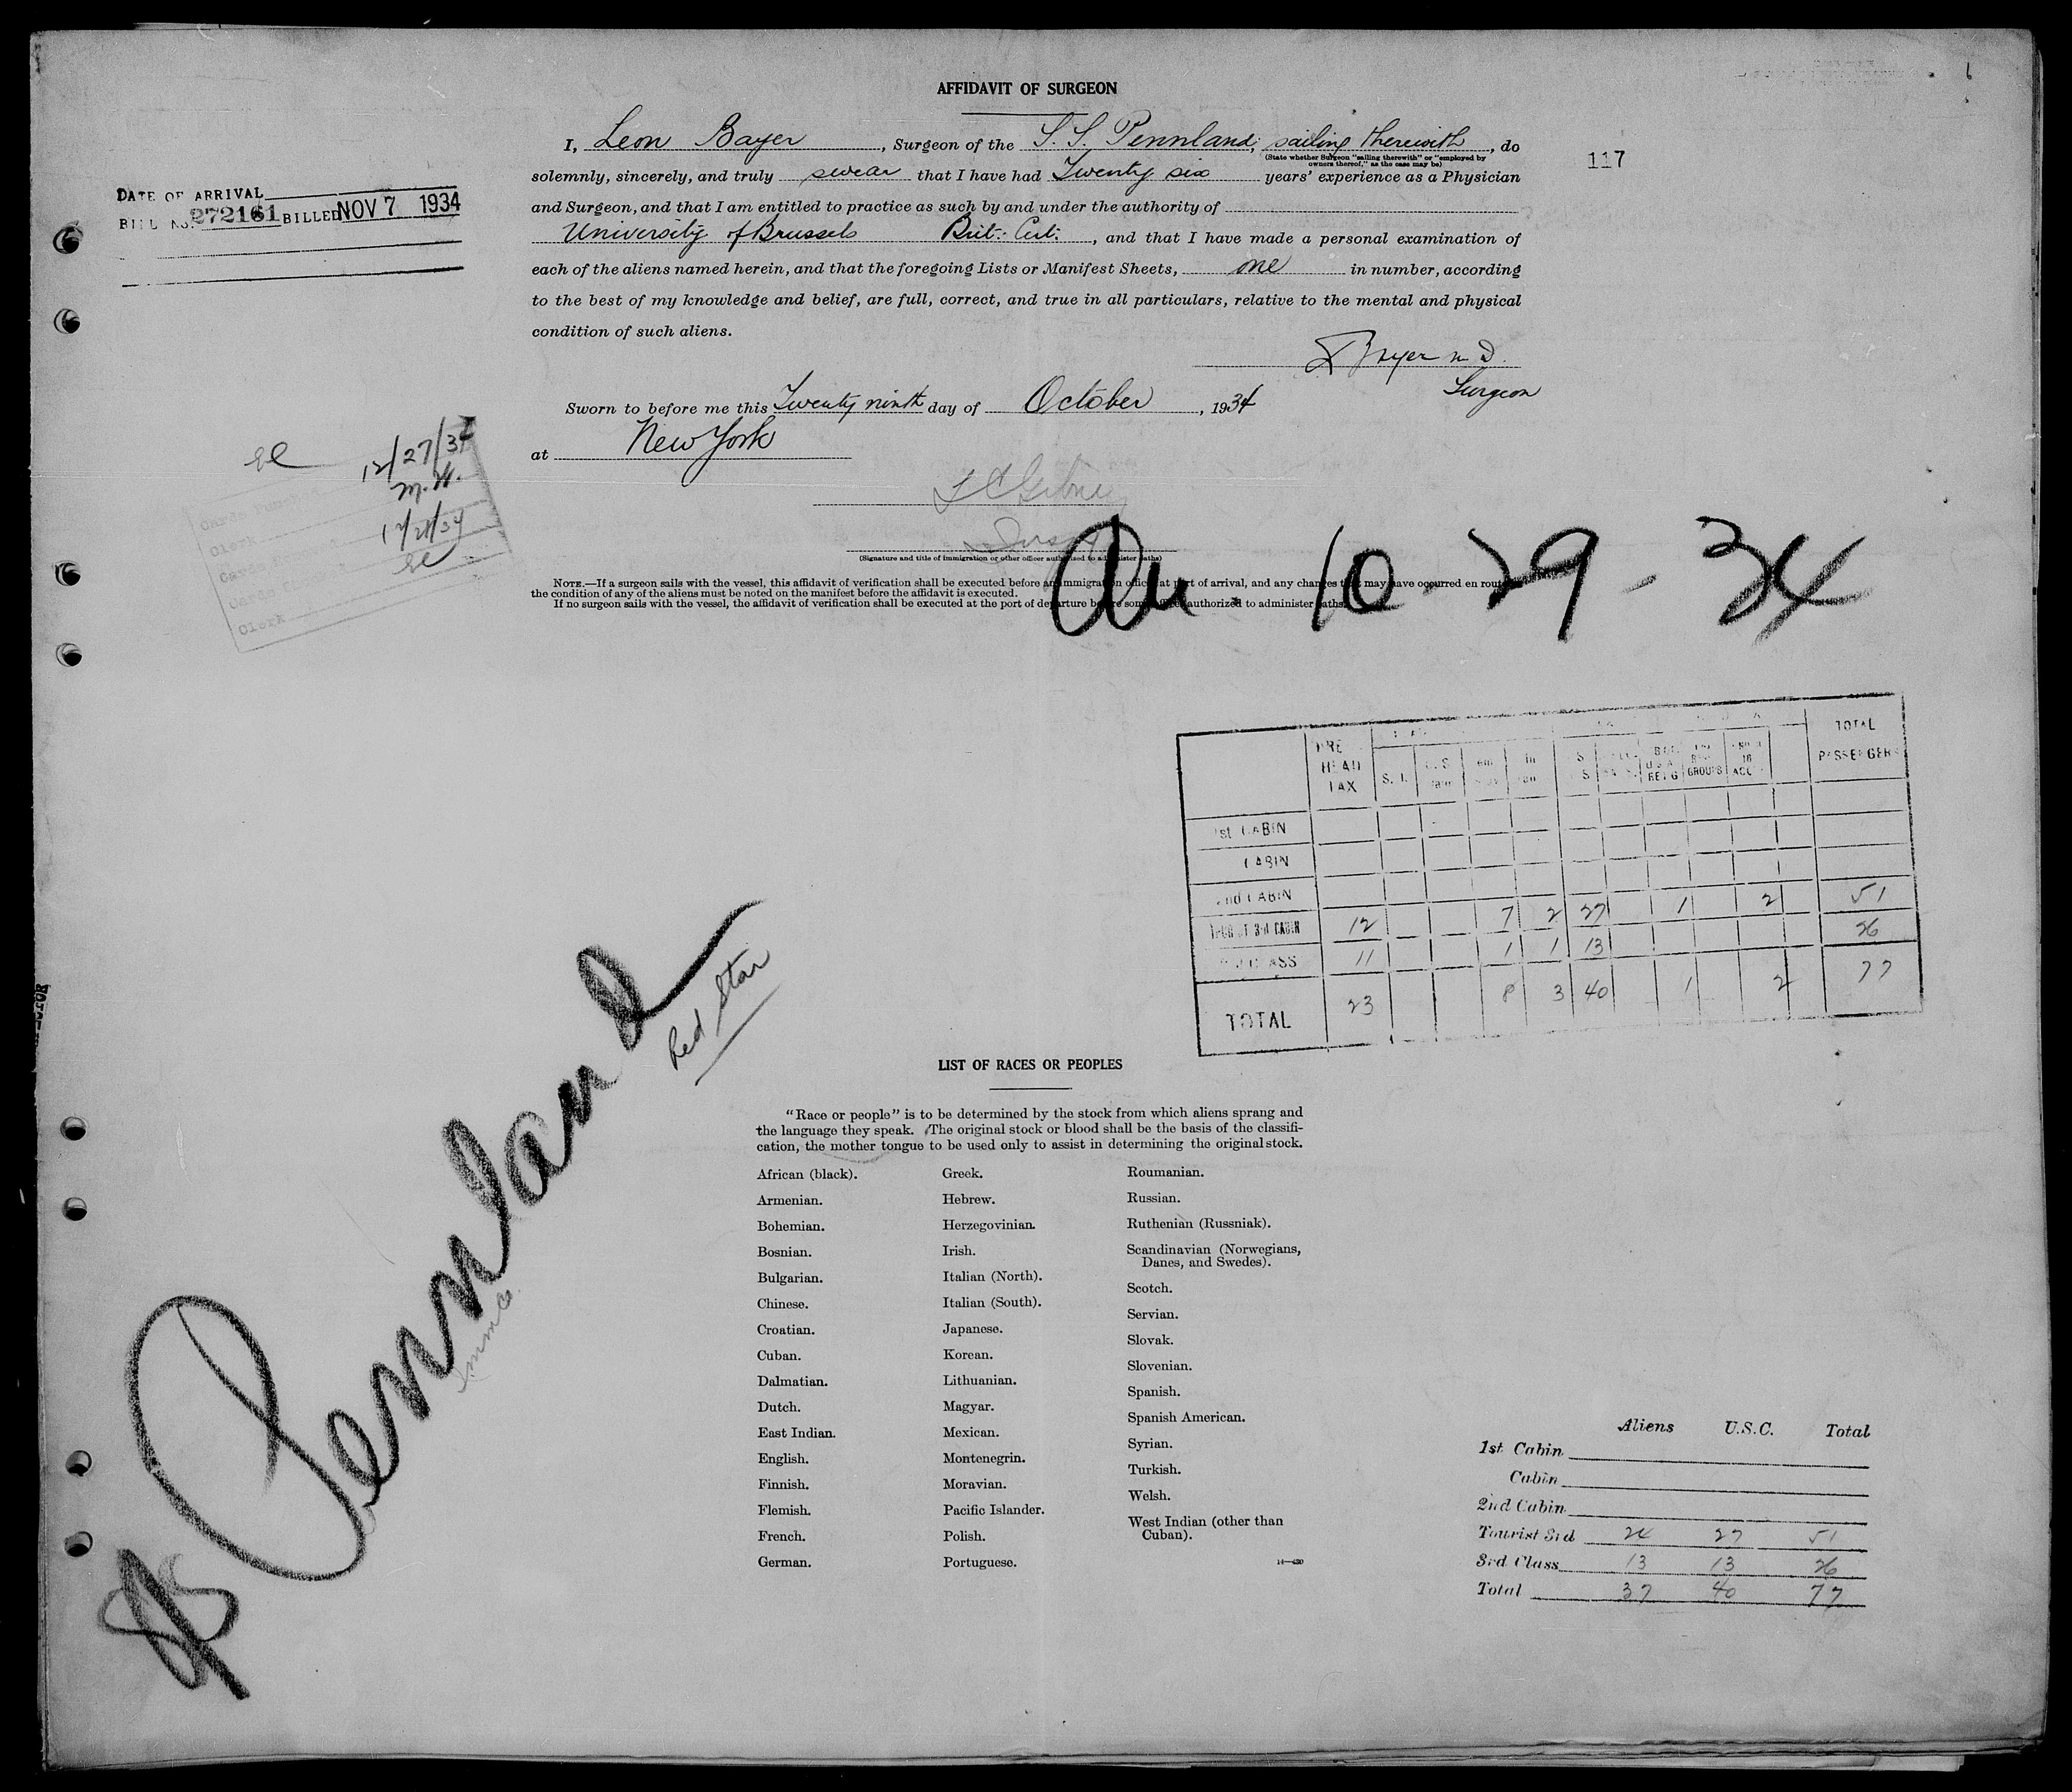 AFFIDAVIT OF SURGEON
I, Leon Bayer, Surgeon of the S.S. Pennland, sailing therewith, do
(State whether Surgeon "sailing therewith" or "employed by
owners thereof," as the case may be)
solemnly, sincerely, and truly swear that I have had Twenty six years' experience as a Physician
and Surgeon, and that I am entitled to practice as such by and under the authority of
University of Brussels Brit: Cert:, and that I have made a personal examination of
each of the aliens named herein, and that the foregoing Lists or Manifest Sheets, one in number, according
to the best of my knowledge and belief, are full, correct, and true in all particulars, relative to the mental and physical
condition of such aliens.
LBayer M D.
Surgeon
Sworn to before me this Twenty ninth day of October, 1934
at New York
(Signature and title of immigration or other officer authorized to administer oaths)
NOTE.—If a surgeon sails with the vessel, this affidavit of verification shall be executed before an immigration officer at port of arrival, and any changes that may have occurred en route in
the condition of any of the aliens must be noted on the manifest before the affidavit is executed.
If no surgeon sails with the vessel, the affidavit of verification shall be executed at the port of departure before some officer authorized to administer oaths.
117
DATE OF ARRIVAL
BILL NO. 272161 BILLED NOV 7 1934
12/27/34
M.H.
Clerk
Clerk
10-29-34
HEAD
TAX
S. I.
U.S.A.
RET'G
GROUPS
TOTAL
PASSENGERS
1st CABIN
CABIN
2nd CABIN
TOURIST 3rd CABIN 12 7 2 27 1 2 51
3rd CLASS 11 1 1 13 26
TOTAL 23 8 3 40 1 2 77
SS Pennland
Red Star
LIST OF RACES OR PEOPLES
"Race or people" is to be determined by the stock from which aliens sprang and
the language they speak. The original stock or blood shall be the basis of the classifi-
cation, the mother tongue to be used only to assist in determining the original stock.
African (black).
Armenian.
Bohemian.
Bosnian.
Bulgarian.
Chinese.
Croatian.
Cuban.
Dalmatian.
Dutch.
East Indian.
English.
Finnish.
Flemish.
French.
German.
Greek.
Hebrew.
Herzegovinian.
Irish.
Italian (North).
Italian (South).
Japanese.
Korean.
Lithuanian.
Magyar.
Mexican.
Montenegrin.
Moravian.
Pacific Islander.
Polish.
Portuguese.
Roumanian.
Russian.
Ruthenian (Russniak).
Scandinavian (Norwegians,
Danes, and Swedes).
Scotch.
Servian.
Slovak.
Slovenian.
Spanish.
Spanish American.
Syrian.
Turkish.
Welsh.
West Indian (other than
Cuban).
Aliens U.S.C. Total
1st Cabin
Cabin
2nd Cabin
Tourist 3rd 24 27 51
3rd Class 13 13 26
Total 37 40 77